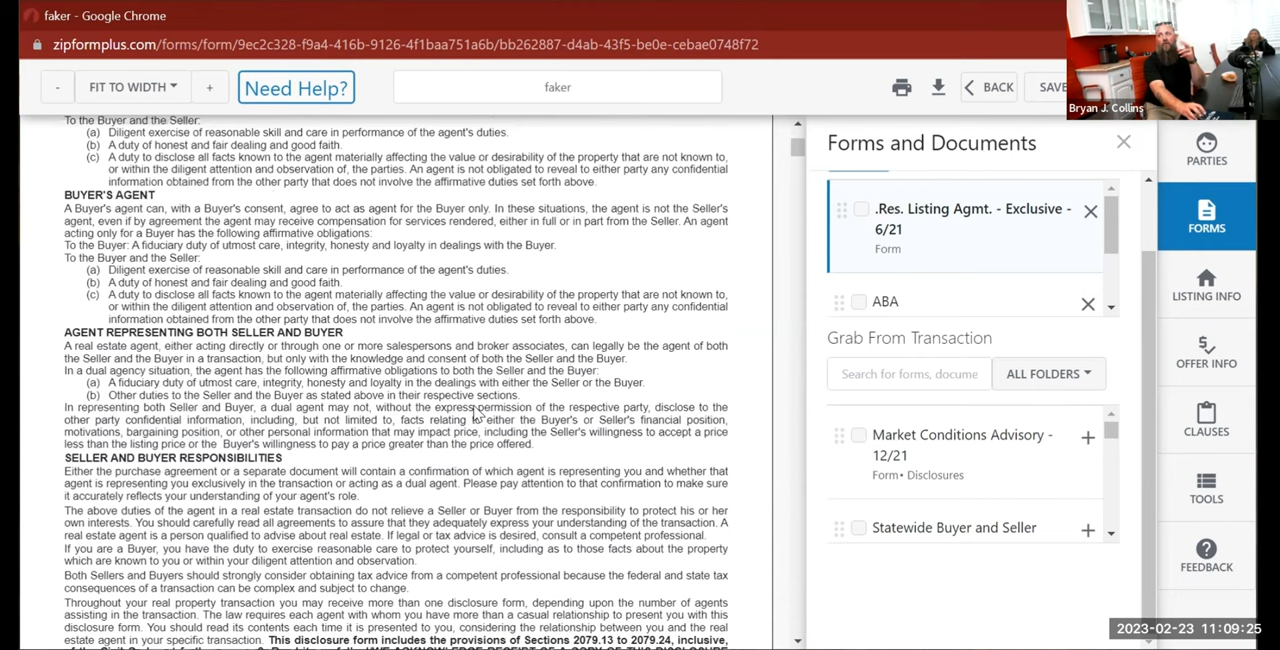 faker - Google Chrome
zipformplus.com/forms/form/9ec2c328-f9a4-416b-9126-4f1baa751a6b/bb262887-d4ab-43f5-be0e-cebae0748f72
- FIT TO WIDTH + Need Help? faker BACK SAVE
Bryan J. Collins
To the Buyer and the Seller:
(a) Diligent exercise of reasonable skill and care in performance of the agent's duties.
(b) A duty of honest and fair dealing and good faith.
(c) A duty to disclose all facts known to the agent materially affecting the value or desirability of the property that are not known to,
or within the diligent attention and observation of, the parties. An agent is not obligated to reveal to either party any confidential
information obtained from the other party that does not involve the affirmative duties set forth above.
BUYER'S AGENT
A Buyer's agent can, with a Buyer's consent, agree to act as agent for the Buyer only. In these situations, the agent is not the Seller's
agent, even if by agreement the agent may receive compensation for services rendered, either in full or in part from the Seller. An agent
acting only for a Buyer has the following affirmative obligations:
To the Buyer: A fiduciary duty of utmost care, integrity, honesty and loyalty in dealings with the Buyer.
To the Buyer and the Seller:
(a) Diligent exercise of reasonable skill and care in performance of the agent's duties.
(b) A duty of honest and fair dealing and good faith.
(c) A duty to disclose all facts known to the agent materially affecting the value or desirability of the property that are not known to,
or within the diligent attention and observation of, the parties. An agent is not obligated to reveal to either party any confidential
information obtained from the other party that does not involve the affirmative duties set forth above.
AGENT REPRESENTING BOTH SELLER AND BUYER
A real estate agent, either acting directly or through one or more salespersons and broker associates, can legally be the agent of both
the Seller and the Buyer in a transaction, but only with the knowledge and consent of both the Seller and the Buyer.
In a dual agency situation, the agent has the following affirmative obligations to both the Seller and the Buyer:
(a) A fiduciary duty of utmost care, integrity, honesty and loyalty in the dealings with either the Seller or the Buyer.
(b) Other duties to the Seller and the Buyer as stated above in their respective sections.
In representing both Seller and Buyer, a dual agent may not, without the express permission of the respective party, disclose to the
other party confidential information, including, but not limited to, facts relating to either the Buyer's or Seller's financial position,
motivations, bargaining position, or other personal information that may impact price, including the Seller's willingness to accept a price
less than the listing price or the Buyer's willingness to pay a price greater than the price offered.
SELLER AND BUYER RESPONSIBILITIES
Either the purchase agreement or a separate document will contain a confirmation of which agent is representing you and whether that
agent is representing you exclusively in the transaction or acting as a dual agent. Please pay attention to that confirmation to make sure
it accurately reflects your understanding of your agent's role.
The above duties of the agent in a real estate transaction do not relieve a Seller or Buyer from the responsibility to protect his or her
own interests. You should carefully read all agreements to assure that they adequately express your understanding of the transaction. A
real estate agent is a person qualified to advise about real estate. If legal or tax advice is desired, consult a competent professional.
If you are a Buyer, you have the duty to exercise reasonable care to protect yourself, including as to those facts about the property
which are known to you or within your diligent attention and observation.
Both Sellers and Buyers should strongly consider obtaining tax advice from a competent professional because the federal and state tax
consequences of a transaction can be complex and subject to change.
Throughout your real property transaction you may receive more than one disclosure form, depending upon the number of agents
assisting in the transaction. The law requires each agent with whom you have more than a casual relationship to present you with this
disclosure form. You should read its contents each time it is presented to you, considering the relationship between you and the real
estate agent in your specific transaction. This disclosure form includes the provisions of Sections 2079.13 to 2079.24, inclusive,
Forms and Documents
.Res. Listing Agmt. - Exclusive -
6/21
Form
ABA
Grab From Transaction
Search for forms, docume ALL FOLDERS
Market Conditions Advisory -
12/21
Form• Disclosures
Statewide Buyer and Seller
PARTIES
FORMS
LISTING INFO
OFFER INFO
CLAUSES
TOOLS
FEEDBACK
2023-02-23 11:09:25